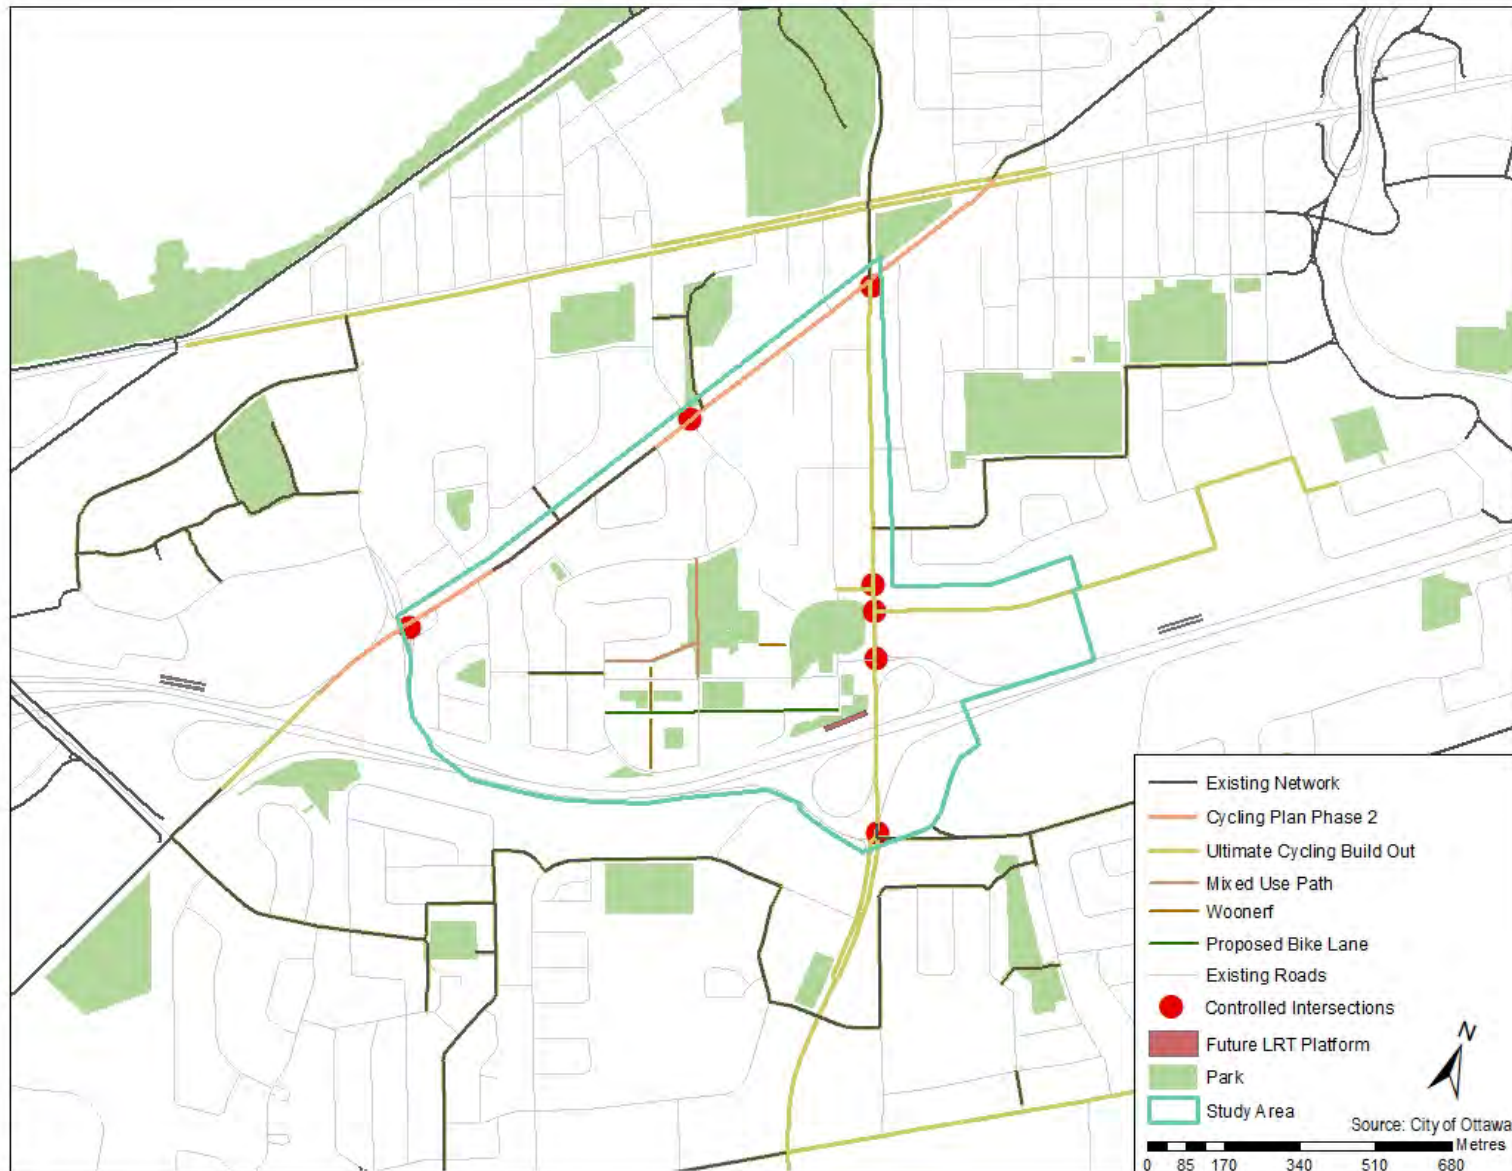 Existing Network
Cycling Plan Phase 2
Ultimate Cycling Build Out
Mixed Use Path
Woonerf
Proposed Bike Lane
Existing Roads
Controlled Intersections
Future LRT Platform
Park
Study Area
N
Source: City of Ottawa
Metres
0 85 170 340 510 680